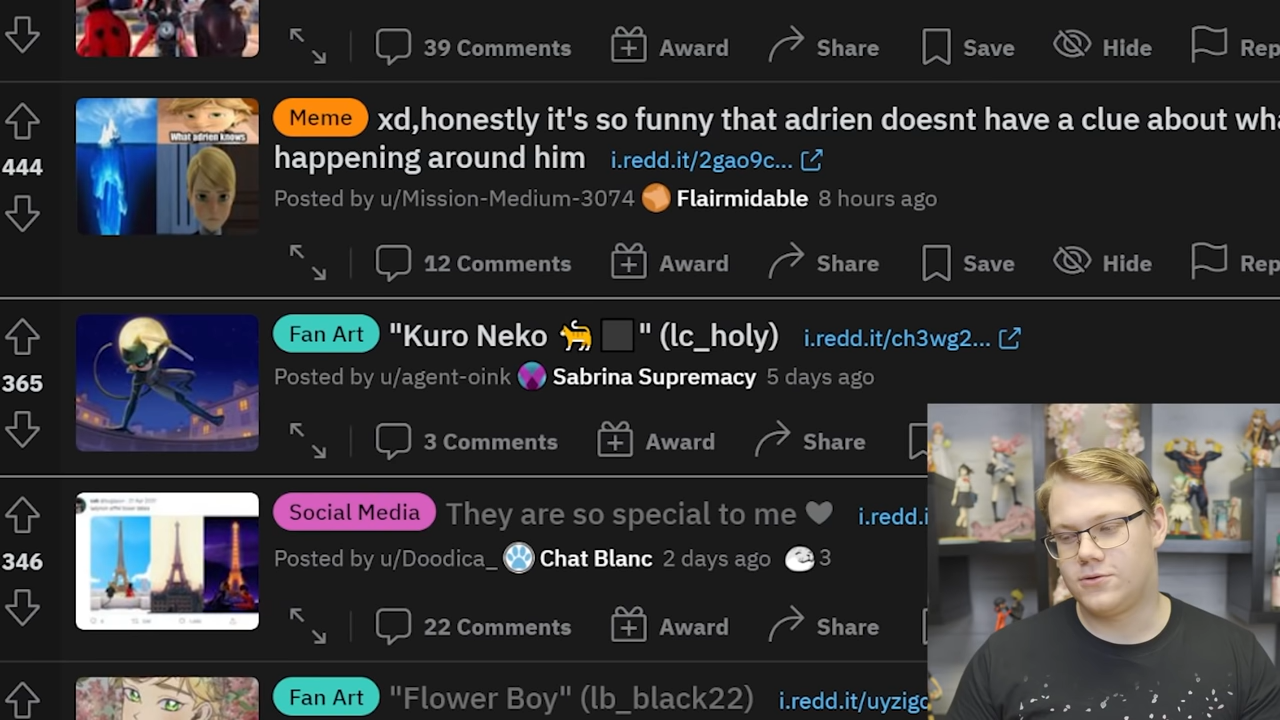 39 Comments Award Share Save Hide Rep
Meme xd,honestly it's so funny that adrien doesnt have a clue about wha
444 What adrien knows happening around him i.redd.it/2gao9c...
Posted by u/Mission-Medium-3074 Flairmidable 8 hours ago
12 Comments Award Share Save Hide Rep
Fan Art "Kuro Neko 🐈⬛" (lc_holy) i.redd.it/ch3wg2...
365 Posted by u/agent-oink Sabrina Supremacy 5 days ago
3 Comments Award Share
Social Media They are so special to me ♥ i.redd.i
346 Posted by u/Doodica_ Chat Blanc 2 days ago 3
22 Comments Award Share
Fan Art "Flower Boy" (lb_black22) i.redd.it/uyzigc